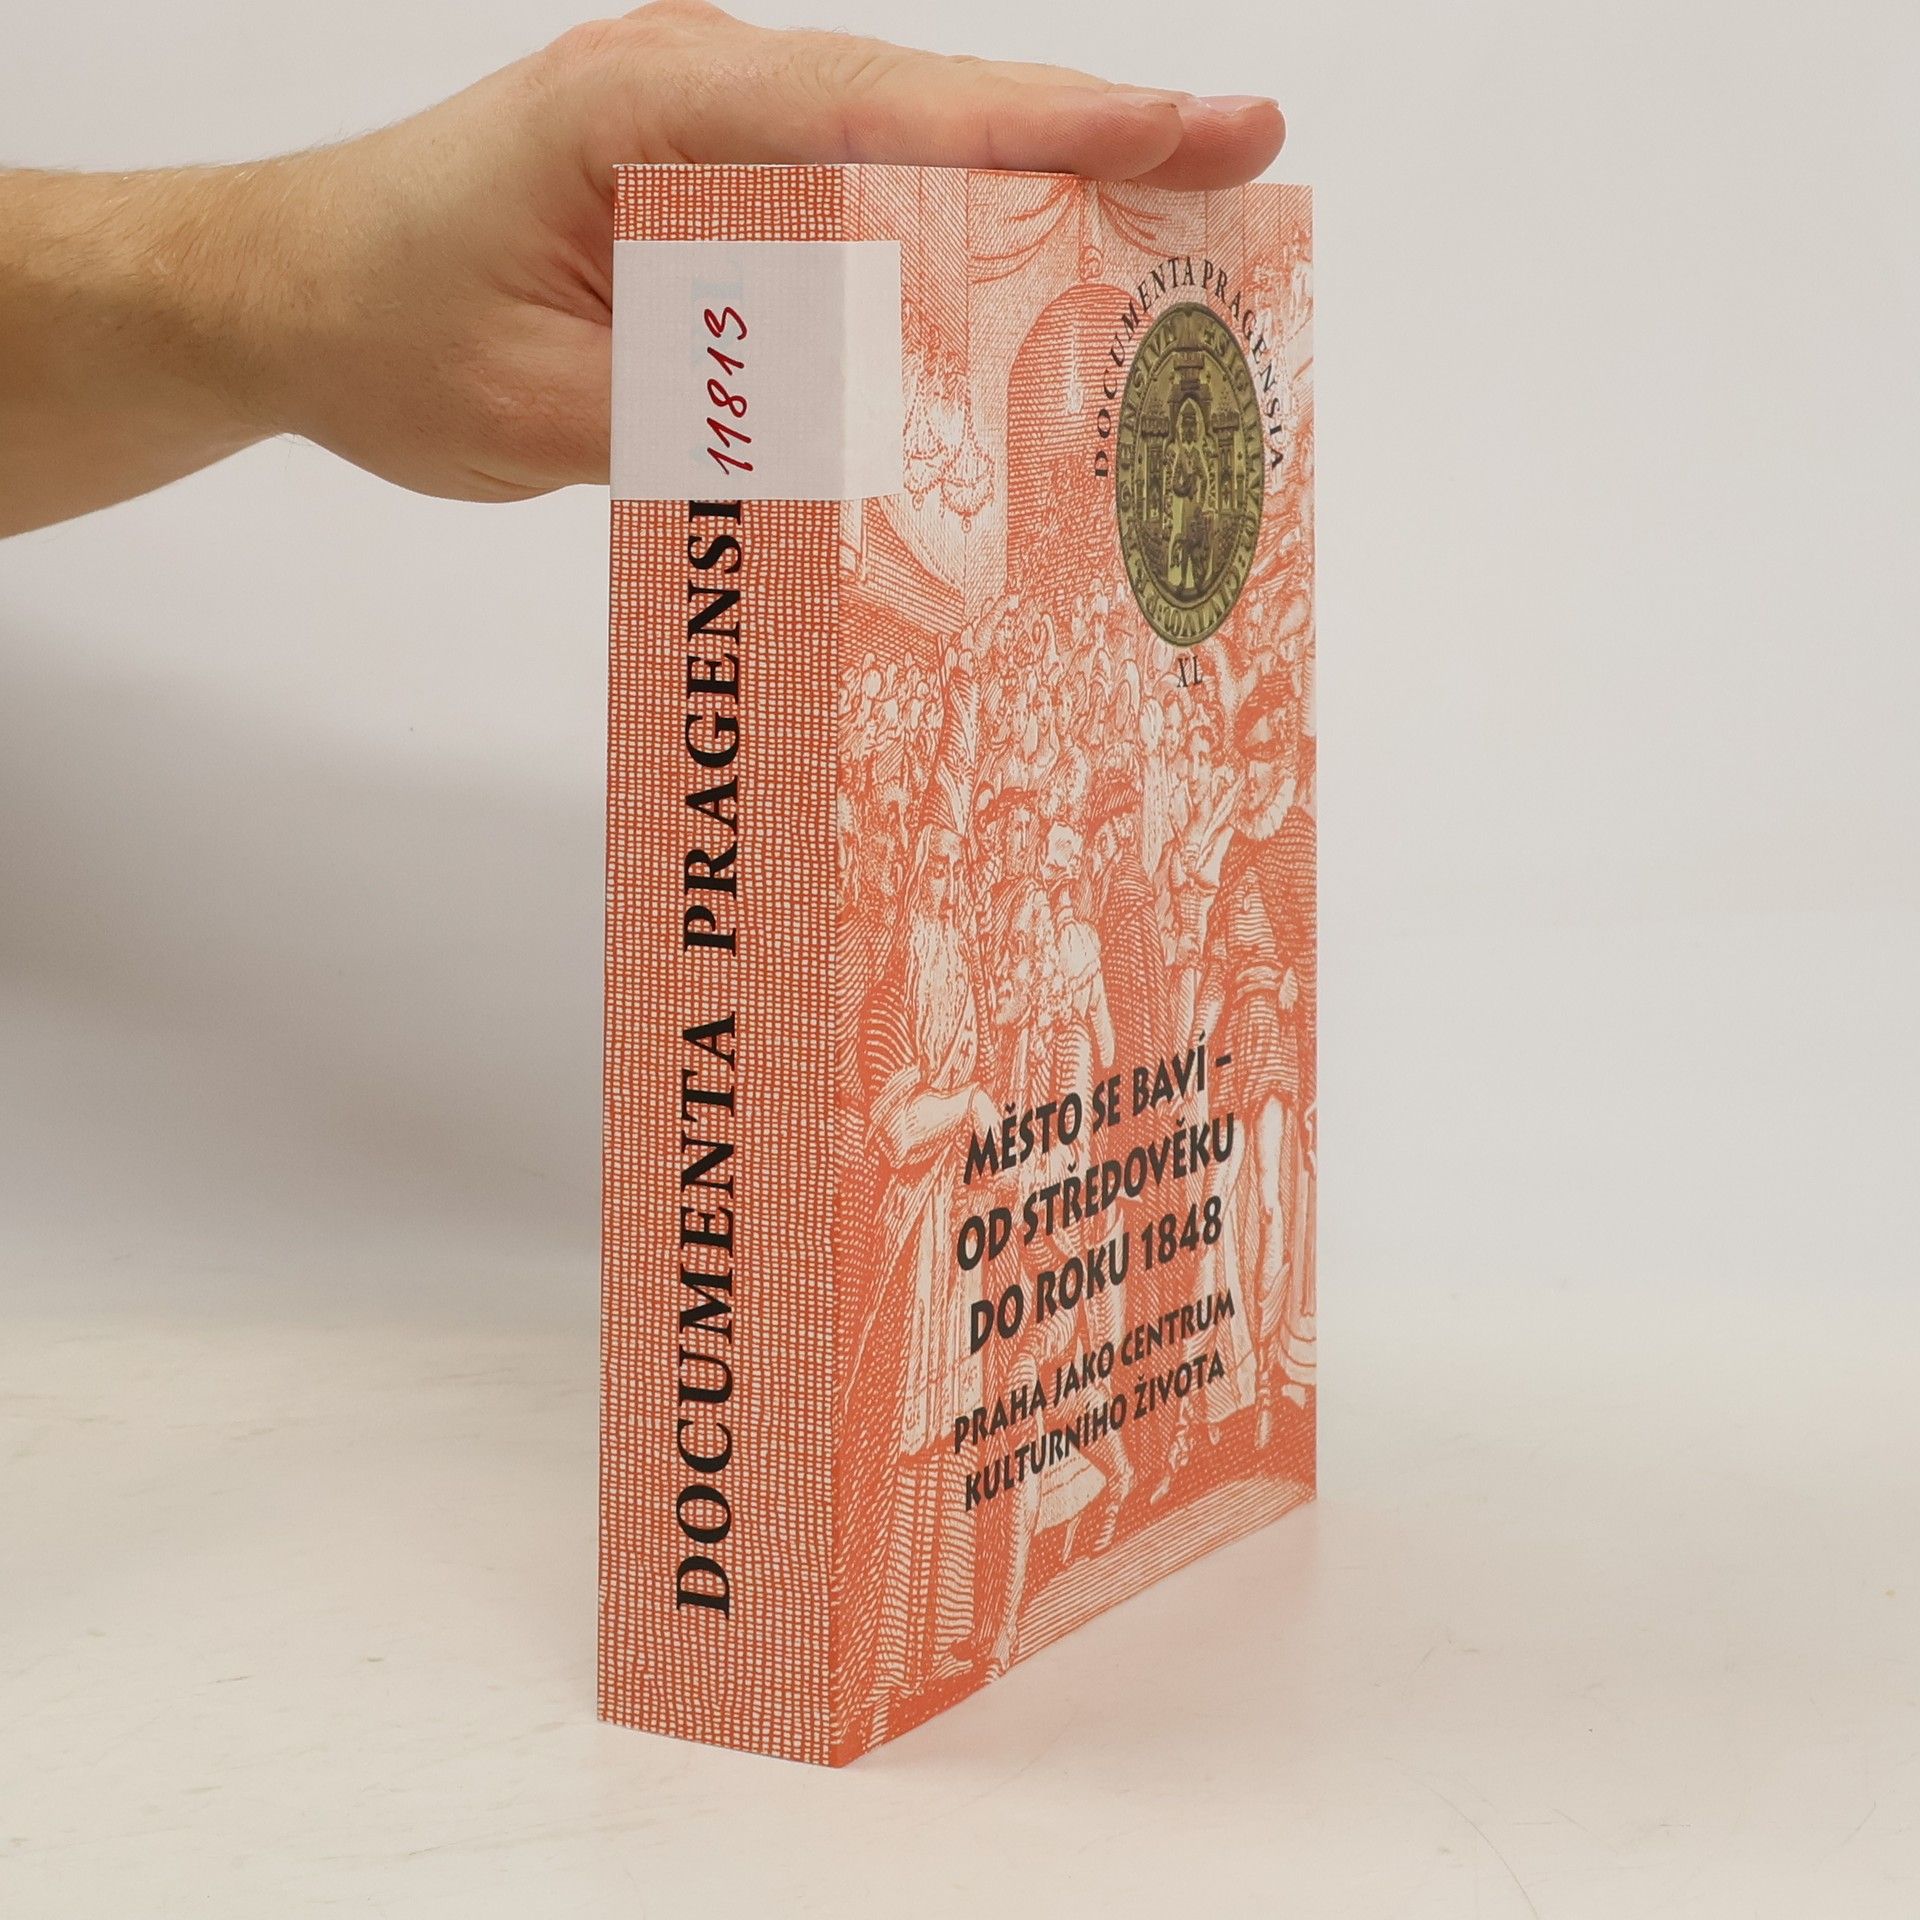 11813
DOCUMENTA PRAGENSI
DOCUMENTA PRAGENSIA
XL
MĚSTO SE BAVÍ –
OD STŘEDOVĚKU
DO ROKU 1848
PRAHA JAKO CENTRUM
KULTURNÍHO ŽIVOTA